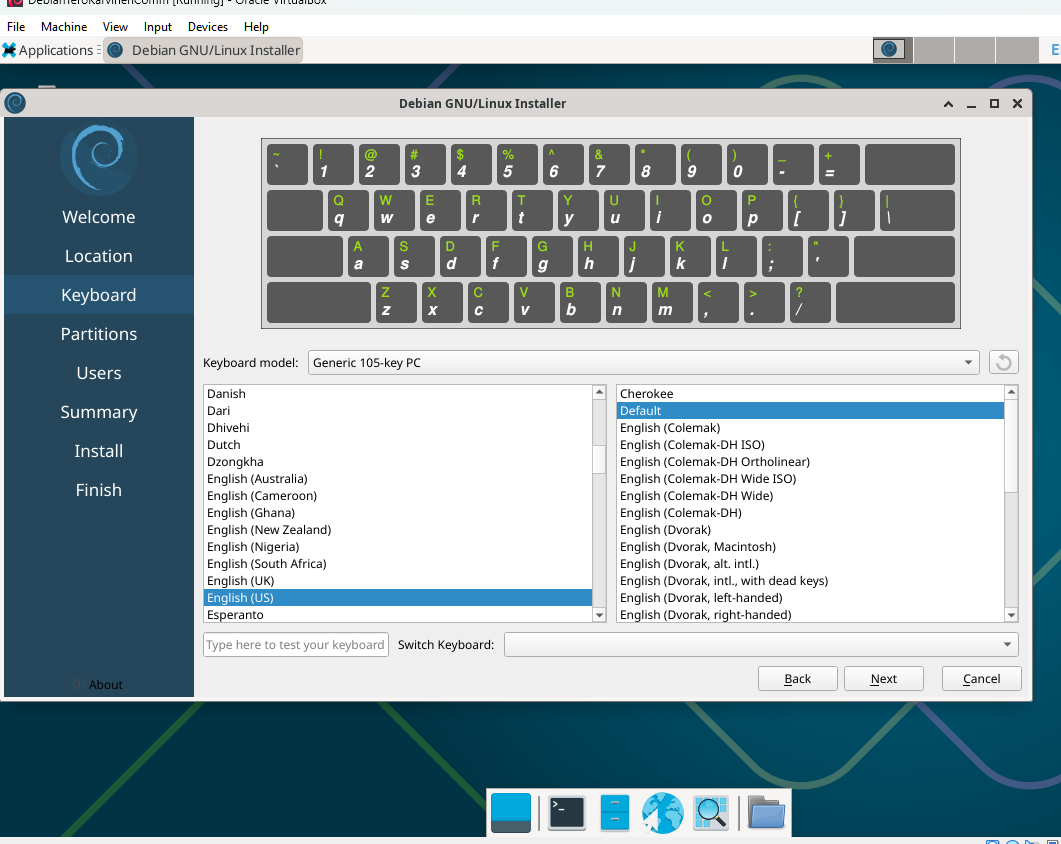 DebianTeroKarvinenComm [Running] - Oracle VirtualBox
File Machine View Input Devices Help
Applications Debian GNU/Linux Installer E
Debian GNU/Linux Installer
Welcome
Location
Keyboard
Partitions
Users
Summary
Install
Finish
About
~ ! @ # $ % ^ & * ( ) _ +
` 1 2 3 4 5 6 7 8 9 0 - =
Q W E R T Y U I O P { } |
q w e r t y u i o p [ ] \
A S D F G H J K L : "
a s d f g h j k l ; '
Z X C V B N M < > ?
z x c v b n m , . /
Keyboard model: Generic 105-key PC
Danish
Dari
Dhivehi
Dutch
Dzongkha
English (Australia)
English (Cameroon)
English (Ghana)
English (New Zealand)
English (Nigeria)
English (South Africa)
English (UK)
English (US)
Esperanto
Cherokee
Default
English (Colemak)
English (Colemak-DH ISO)
English (Colemak-DH Ortholinear)
English (Colemak-DH Wide ISO)
English (Colemak-DH Wide)
English (Colemak-DH)
English (Dvorak)
English (Dvorak, Macintosh)
English (Dvorak, alt. intl.)
English (Dvorak, intl., with dead keys)
English (Dvorak, left-handed)
English (Dvorak, right-handed)
Type here to test your keyboard Switch Keyboard:
Back Next Cancel